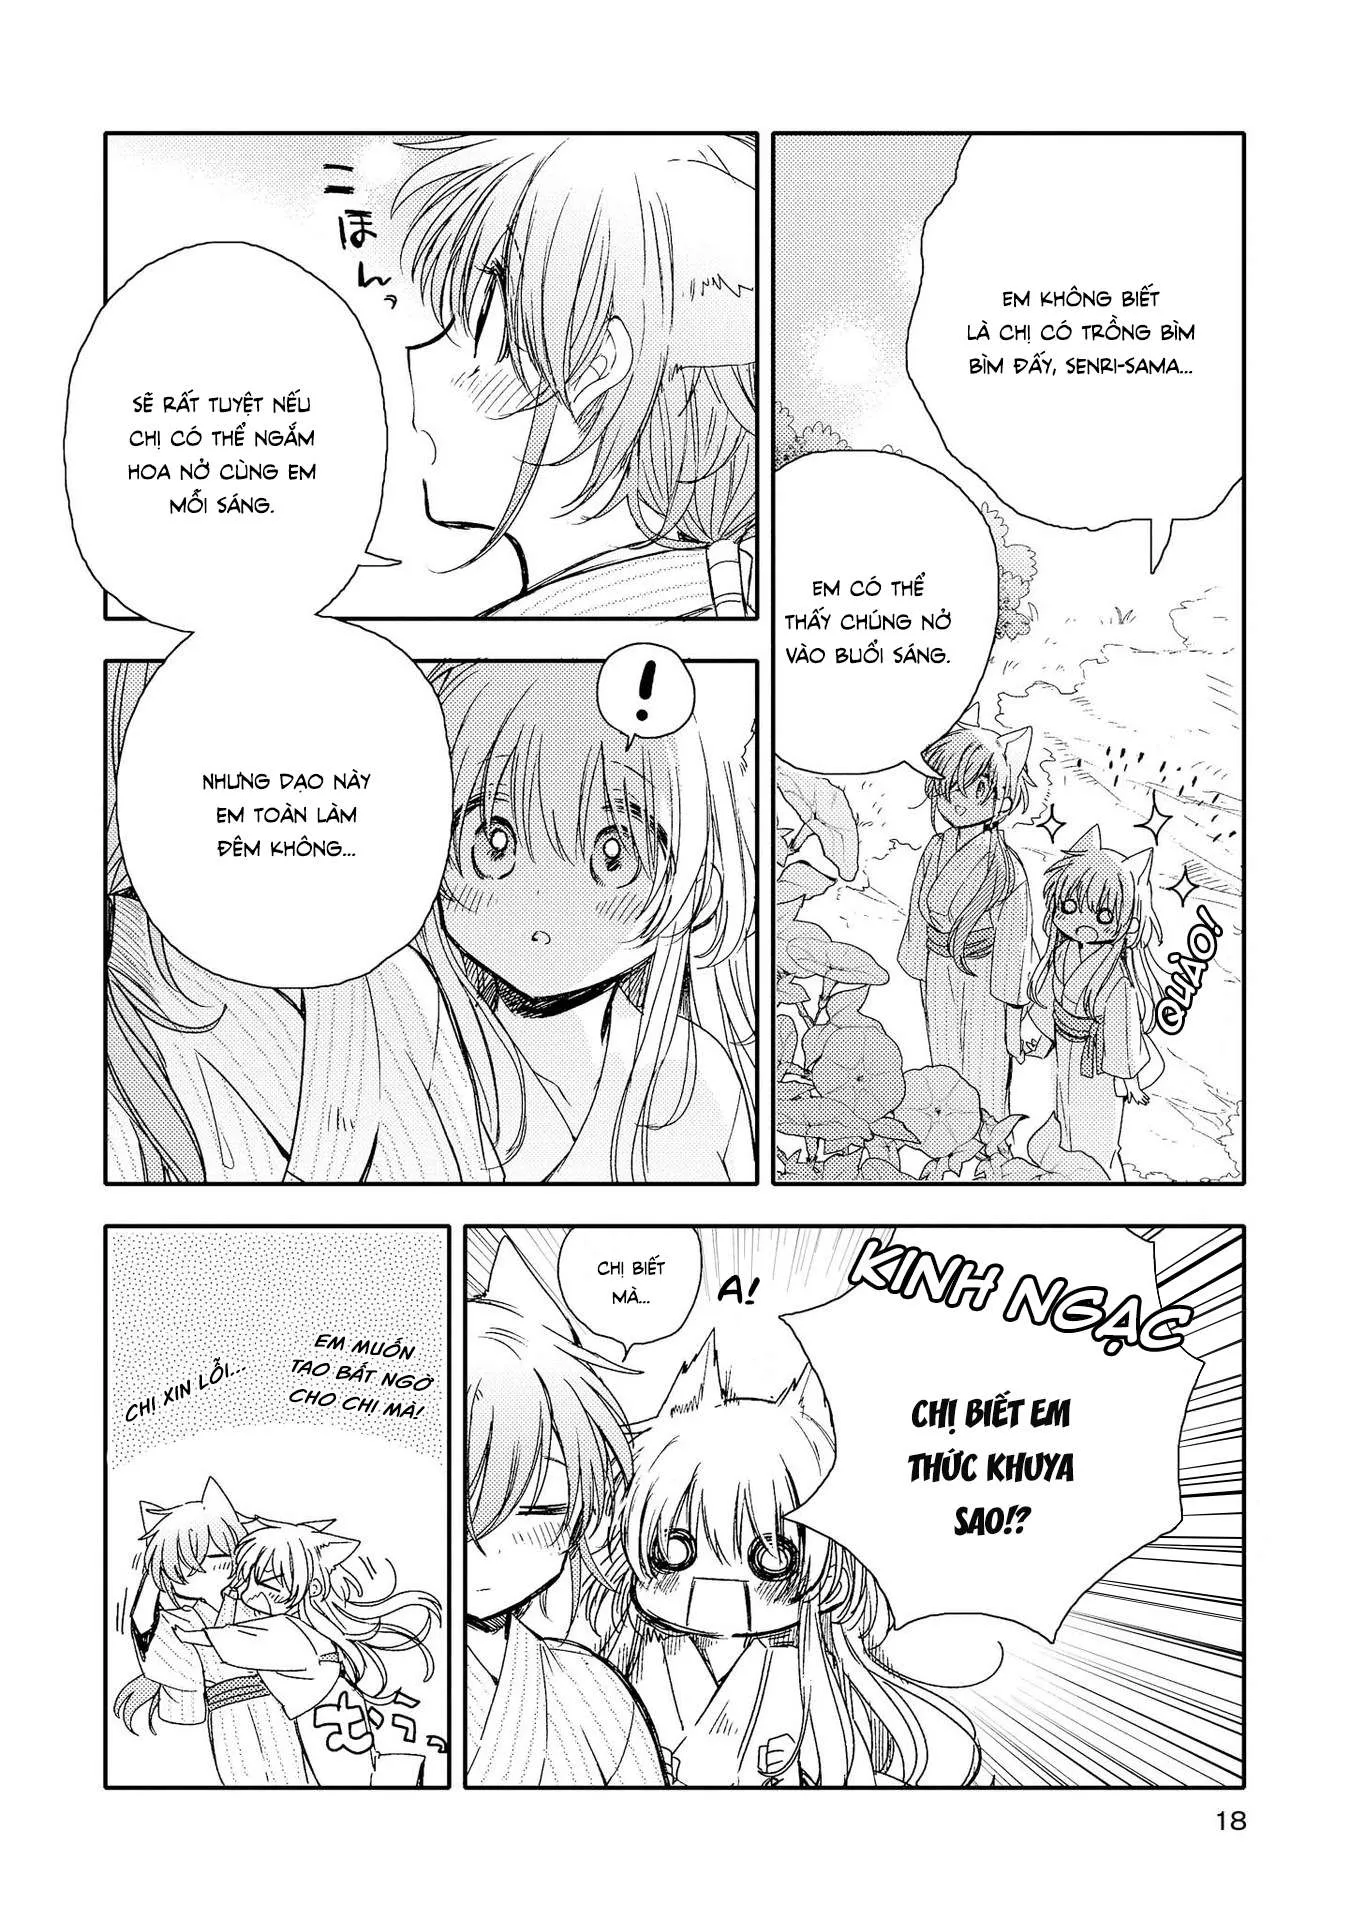 EM KHÔNG BIẾT
LÀ CHỊ CÓ TRỒNG BÌM
BÌM ĐẤY, SENRI-SAMA...
EM CÓ THỂ
THẤY CHÚNG NỞ
VÀO BUỔI SÁNG.
QUÀO!
こほんっ
SẼ RẤT TUYỆT NẾU
CHỊ CÓ THỂ NGẮM
HOA NỞ CÙNG EM
MỖI SÁNG.
!
NHƯNG DẠO NÀY
EM TOÀN LÀM
ĐÊM KHÔNG...
KINH NGẠC
CHỊ BIẾT EM
THỨC KHUYA
SAO!?
A!
CHỊ BIẾT
MÀ...
EM MUỐN
TẠO BẤT NGỜ
CHO CHỊ MÀ!
CHỊ XIN LỖI...
18